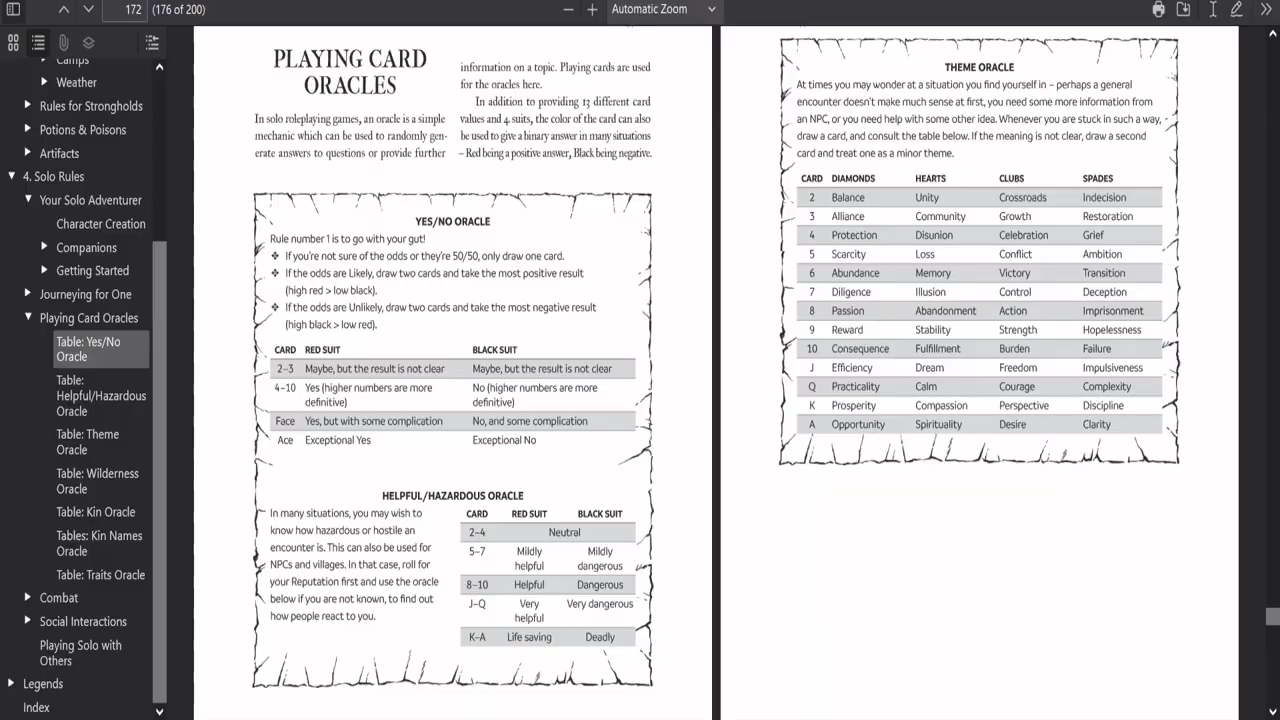 172
(176 of 200)
Automatic Zoom
Camps
Weather
Rules for Strongholds
Potions & Poisons
Artifacts
4. Solo Rules
Your Solo Adventurer
Character Creation
Companions
Getting Started
Journeying for One
Playing Card Oracles
Table: Yes/No
Oracle
Table:
Helpful/Hazardous
Oracle
Table: Theme
Oracle
Table: Wilderness
Oracle
Table: Kin Oracle
Tables: Kin Names
Oracle
Table: Traits Oracle
Combat
Social Interactions
Playing Solo with
Others
Legends
Index
PLAYING CARD
ORACLES
In solo roleplaying games, an oracle is a simple
mechanic which can be used to randomly gen-
erate answers to questions or provide further
information on a topic. Playing cards are used
for the oracles here.
In addition to providing 13 different card
values and 4 suits, the color of the card can also
be used to give a binary answer in many situations
– Red being a positive answer, Black being negative.
YES/NO ORACLE
Rule number 1 is to go with your gut!
❖ If you're not sure of the odds or they're 50/50, only draw one card.
❖ If the odds are Likely, draw two cards and take the most positive result
(high red > low black).
❖ If the odds are Unlikely, draw two cards and take the most negative result
(high black > low red).
CARD RED SUIT BLACK SUIT
2–3 Maybe, but the result is not clear Maybe, but the result is not clear
4–10 Yes (higher numbers are more definitive) No (higher numbers are more definitive)
Face Yes, but with some complication No, and some complication
Ace Exceptional Yes Exceptional No
HELPFUL/HAZARDOUS ORACLE
In many situations, you may wish to
know how hazardous or hostile an
encounter is. This can also be used for
NPCs and villages. In that case, roll for
your Reputation first and use the oracle
below if you are not known, to find out
how people react to you.
CARD RED SUIT BLACK SUIT
2–4 Neutral
5–7 Mildly helpful Mildly dangerous
8–10 Helpful Dangerous
J–Q Very helpful Very dangerous
K–A Life saving Deadly
THEME ORACLE
At times you may wonder at a situation you find yourself in – perhaps a general
encounter doesn't make much sense at first, you need some more information from
an NPC, or you need help with some other idea. Whenever you are stuck in such a way,
draw a card, and consult the table below. If the meaning is not clear, draw a second
card and treat one as a minor theme.
CARD DIAMONDS HEARTS CLUBS SPADES
2 Balance Unity Crossroads Indecision
3 Alliance Community Growth Restoration
4 Protection Disunion Celebration Grief
5 Scarcity Loss Conflict Ambition
6 Abundance Memory Victory Transition
7 Diligence Illusion Control Deception
8 Passion Abandonment Action Imprisonment
9 Reward Stability Strength Hopelessness
10 Consequence Fulfillment Burden Failure
J Efficiency Dream Freedom Impulsiveness
Q Practicality Calm Courage Complexity
K Prosperity Compassion Perspective Discipline
A Opportunity Spirituality Desire Clarity